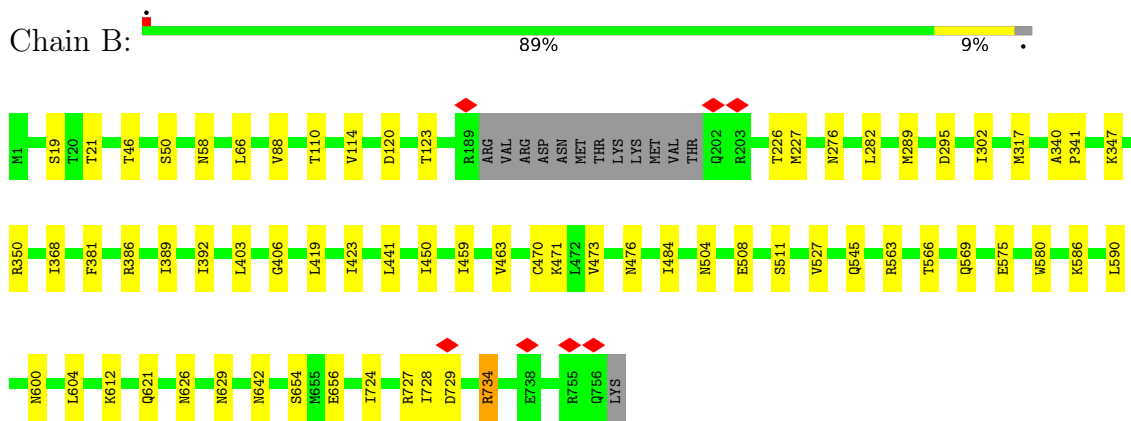 Chain B: 89% 9% •
M1 S19 T20 T21 T46 S50 N58 L66 V88 T110 V114 D120 T123 R189 ARG VAL ARG ASP ASN MET THR LYS LYS MET VAL THR Q202 R203 T226 M227 N276 L282 M289 D295 I302 M317 A340 P341 K347
R350 I368 F381 R386 I389 I392 L403 G406 L419 I423 L441 I450 I459 V463 C470 K471 L472 V473 N476 I484 N504 E508 S511 V527 Q545 R563 T566 Q569 E575 W580 K586 L590
N600 L604 K612 Q621 N626 N629 N642 S654 M655 E656 I724 R727 I728 D729 R734 E738 R755 Q756 LYS